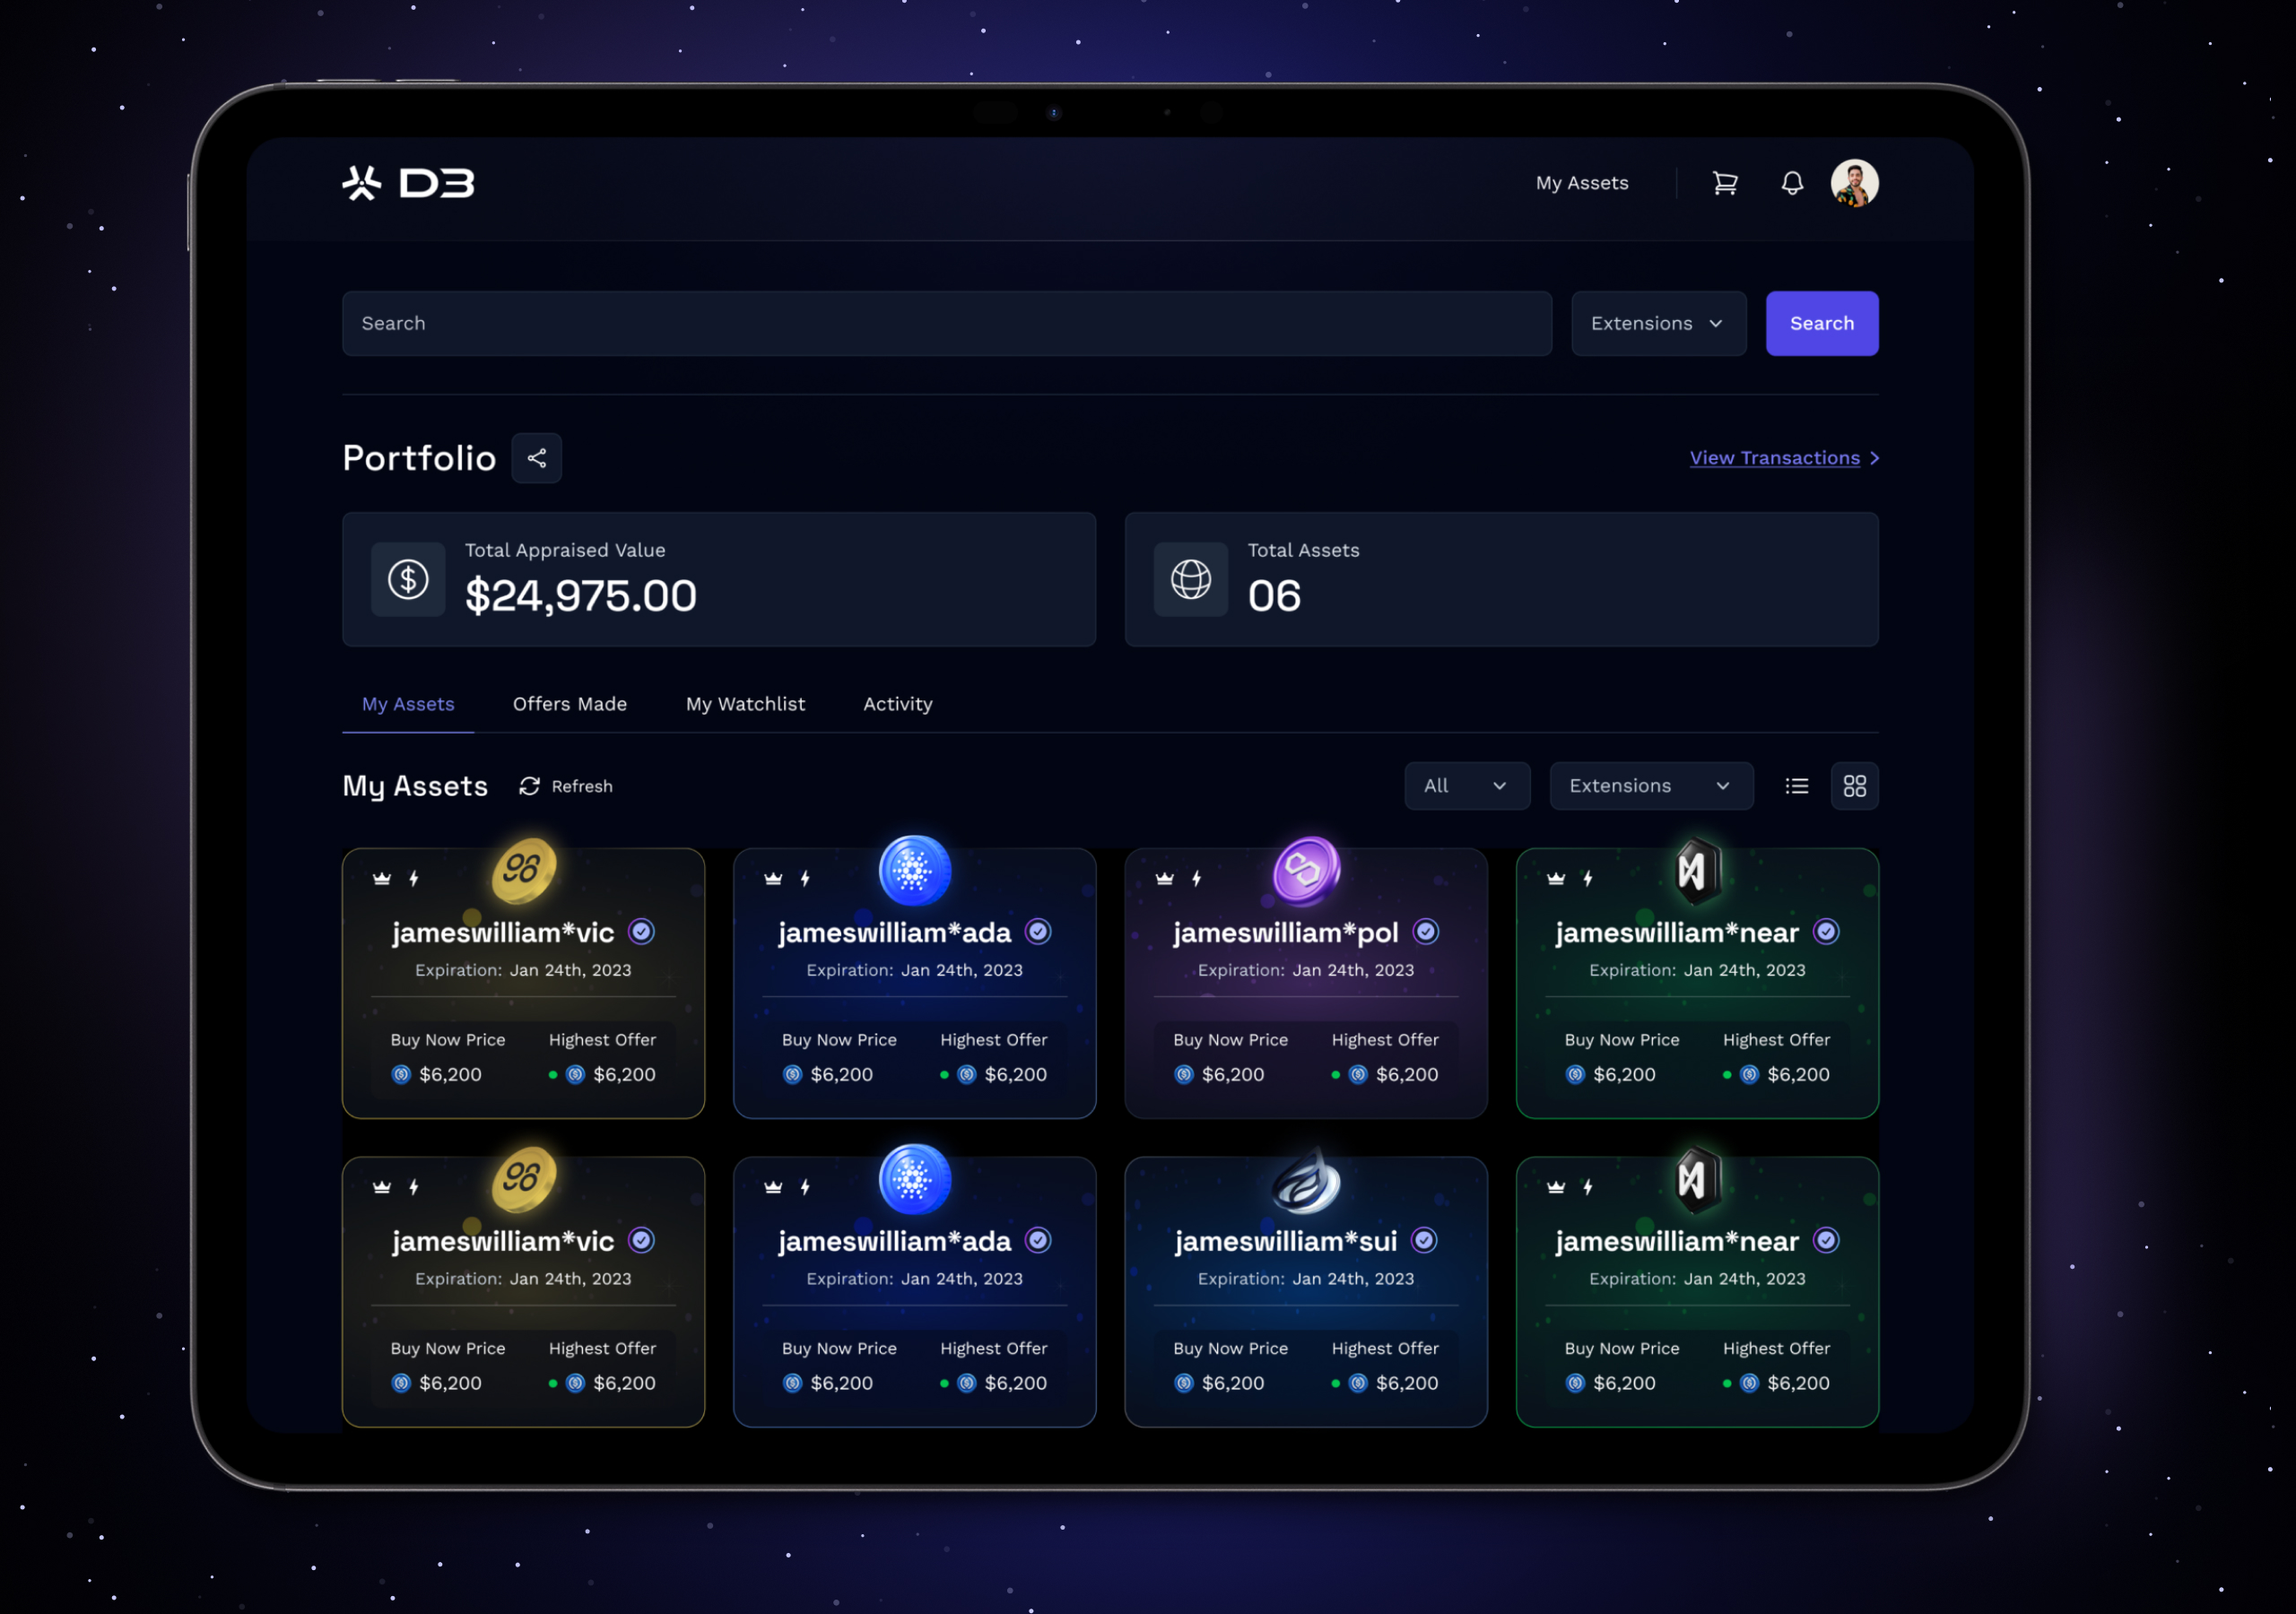 D3
My Assets
Search
Extensions
Search
Portfolio
View Transactions
Total Appraised Value
$24,975.00
Total Assets
06
My Assets
Offers Made
My Watchlist
Activity
My Assets
Refresh
All
Extensions
jameswilliam*vic
Expiration: Jan 24th, 2023
Buy Now Price Highest Offer
$6,200 $6,200
jameswilliam*ada
Expiration: Jan 24th, 2023
Buy Now Price Highest Offer
$6,200 $6,200
jameswilliam*pol
Expiration: Jan 24th, 2023
Buy Now Price Highest Offer
$6,200 $6,200
jameswilliam*near
Expiration: Jan 24th, 2023
Buy Now Price Highest Offer
$6,200 $6,200
jameswilliam*vic
Expiration: Jan 24th, 2023
Buy Now Price Highest Offer
$6,200 $6,200
jameswilliam*ada
Expiration: Jan 24th, 2023
Buy Now Price Highest Offer
$6,200 $6,200
jameswilliam*sui
Expiration: Jan 24th, 2023
Buy Now Price Highest Offer
$6,200 $6,200
jameswilliam*near
Expiration: Jan 24th, 2023
Buy Now Price Highest Offer
$6,200 $6,200